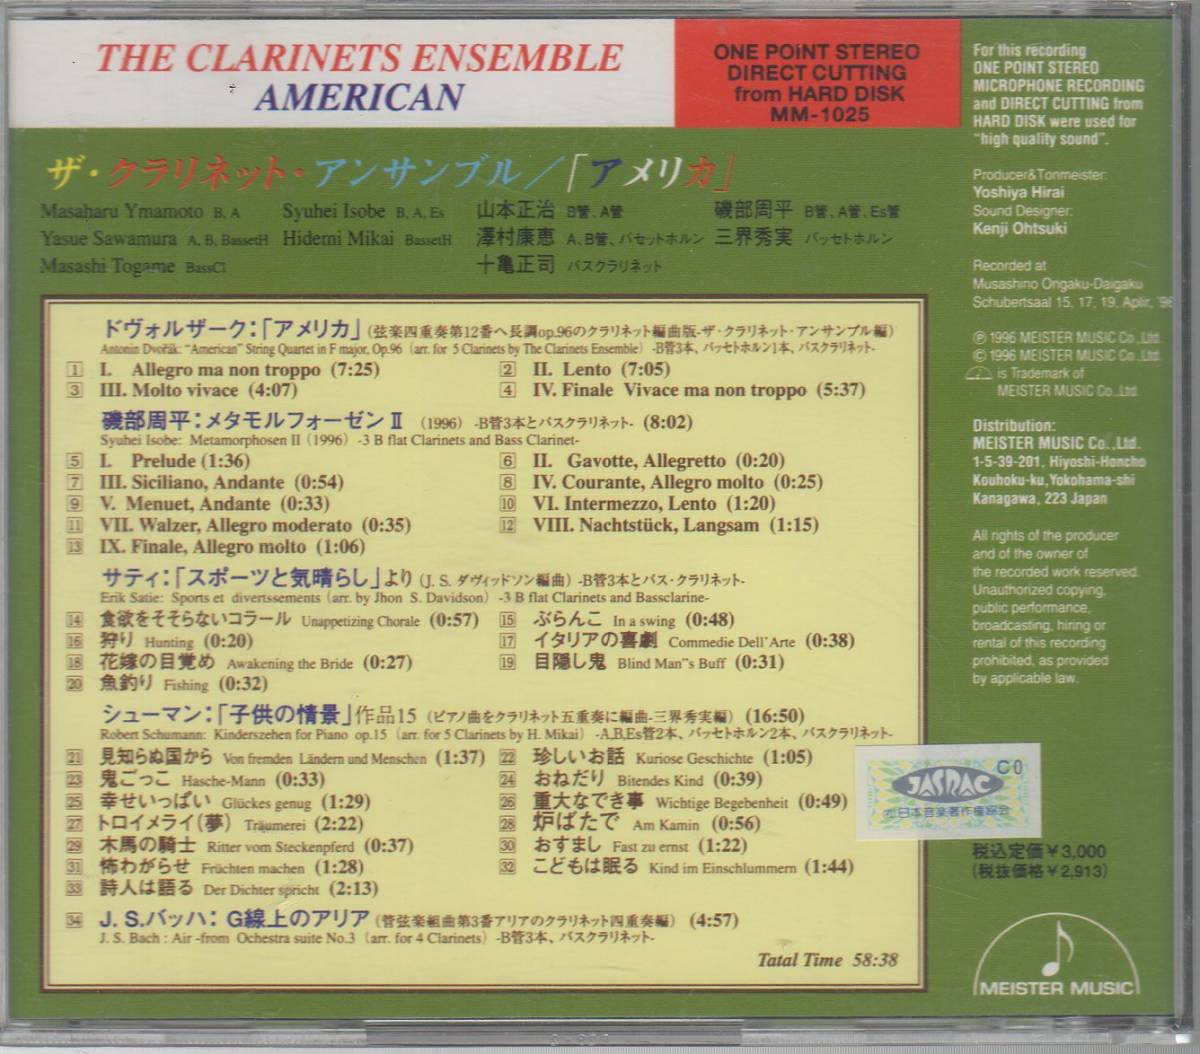 THE CLARINETS ENSEMBLE
AMERICAN
ONE POINT STEREO
DIRECT CUTTING
from HARD DISK
MM-1025
ザ・クラリネット・アンサンブル/「アメリカ」
Masaharu Ymamoto B, A
Syuhei Isobe B, A, Es
山本正治 B管、A管
磯部周平 B管、A管、Es管
Yasue Sawamura A, B, BassetH
Hidemi Mikai BassetH
澤村康恵 A、B管、バセットホルン
三界秀実 バッセトホルン
Masashi Togame BassCl
十亀正司 バスクラリネット
ドヴォルザーク:「アメリカ」(弦楽四重奏第12番ヘ長調op.96のクラリネット編曲版-ザ・クラリネット・アンサンブル編)
Antonin Dvořák: "American" String Quartet in F major, Op.96 (arr. for 5 Clarinets by The Clarinets Ensemble) -B管3本、バッセトホルン1本、バスクラリネット-
1 I. Allegro ma non troppo (7:25)
2 II. Lento (7:05)
3 III. Molto vivace (4:07)
4 IV. Finale Vivace ma non troppo (5:37)
磯部周平:メタモルフォーゼンⅡ (1996) -B管3本とバスクラリネット- (8:02)
Syuhei Isobe: Metamorphosen II (1996) -3 B flat Clarinets and Bass Clarinet-
5 I. Prelude (1:36)
6 II. Gavotte, Allegretto (0:20)
7 III. Siciliano, Andante (0:54)
8 IV. Courante, Allegro molto (0:25)
9 V. Menuet, Andante (0:33)
10 VI. Intermezzo, Lento (1:20)
11 VII. Walzer, Allegro moderato (0:35)
12 VIII. Nachtstück, Langsam (1:15)
13 IX. Finale, Allegro molto (1:06)
サティ:「スポーツと気晴らし」より (J. S. ダヴィッドソン編曲) -B管3本とバス・クラリネット-
Erik Satie: Sports et divertssements (arr. by Jhon S. Davidson) -3 B flat Clarinets and Bassclarine-
14 食欲をそそらないコラール Unappetizing Chorale (0:57)
15 ぶらんこ In a swing (0:48)
16 狩り Hunting (0:20)
17 イタリアの喜劇 Commedie Dell'Arte (0:38)
18 花嫁の目覚め Awakening the Bride (0:27)
19 目隠し鬼 Blind Man"s Buff (0:31)
20 魚釣り Fishing (0:32)
シューマン:「子供の情景」作品15 (ピアノ曲をクラリネット五重奏に編曲-三界秀実編) (16:50)
Robert Schumann: Kinderszehen for Piano op.15 (arr. for 5 Clarinets by H. Mikai) -A,B,Es管2本、バッセトホルン2本、バスクラリネット-
21 見知らぬ国から Von fremden Ländern und Menschen (1:37)
22 珍しいお話 Kuriose Geschichte (1:05)
23 鬼ごっこ Hasche-Mann (0:33)
24 おねだり Bitendes Kind (0:39)
25 幸せいっぱい Glückes genug (1:29)
26 重大なでき事 Wichtige Begebenheit (0:49)
27 トロイメライ(夢) Träumerei (2:22)
28 炉ばたで Am Kamin (0:56)
29 木馬の騎士 Ritter vom Steckenpferd (0:37)
30 おすまし Fast zu ernst (1:22)
31 怖わがらせ Früchten machen (1:28)
32 こどもは眠る Kind im Einschlummern (1:44)
33 詩人は語る Der Dichter spricht (2:13)
34 J. S. バッハ: G線上のアリア (管弦楽組曲第3番アリアのクラリネット四重奏編) (4:57)
J. S. Bach : Air -from Ochestra suite No.3 (arr. for 4 Clarinets) -B管3本、バスクラリネット-
Tatal Time 58:38
For this recording
ONE POINT STEREO
MICROPHONE RECORDING
and DIRECT CUTTING from
HARD DISK were used for
"high quality sound".
Producer&Tonmeister:
Yoshiya Hirai
Sound Designer:
Kenji Ohtsuki
Recorded at
Musashino Ongaku-Daigaku
Schubertsaal 15, 17, 19, Aplir, '96
Ⓟ 1996 MEISTER MUSIC Co.,Ltd.
© 1996 MEISTER MUSIC Co.,Ltd.
is Trademark of
MEISTER MUSIC Co.,Ltd.
Distribution:
MEISTER MUSIC Co.,Ltd.
1-5-39-201, Hiyoshi-Honcho
Kouhoku-ku,Yokohama-shi
Kanagawa, 223 Japan
All rights of the producer
and of the owner of
the recorded work reserved.
Unauthorized copying,
public performance,
broadcasting, hiring or
rental of this recording
prohibited, as provided
by applicable law.
C0
JASRAC
㈳日本音楽著作権協会
税込定価¥3,000
(税抜価格¥2,913)
MEISTER MUSIC